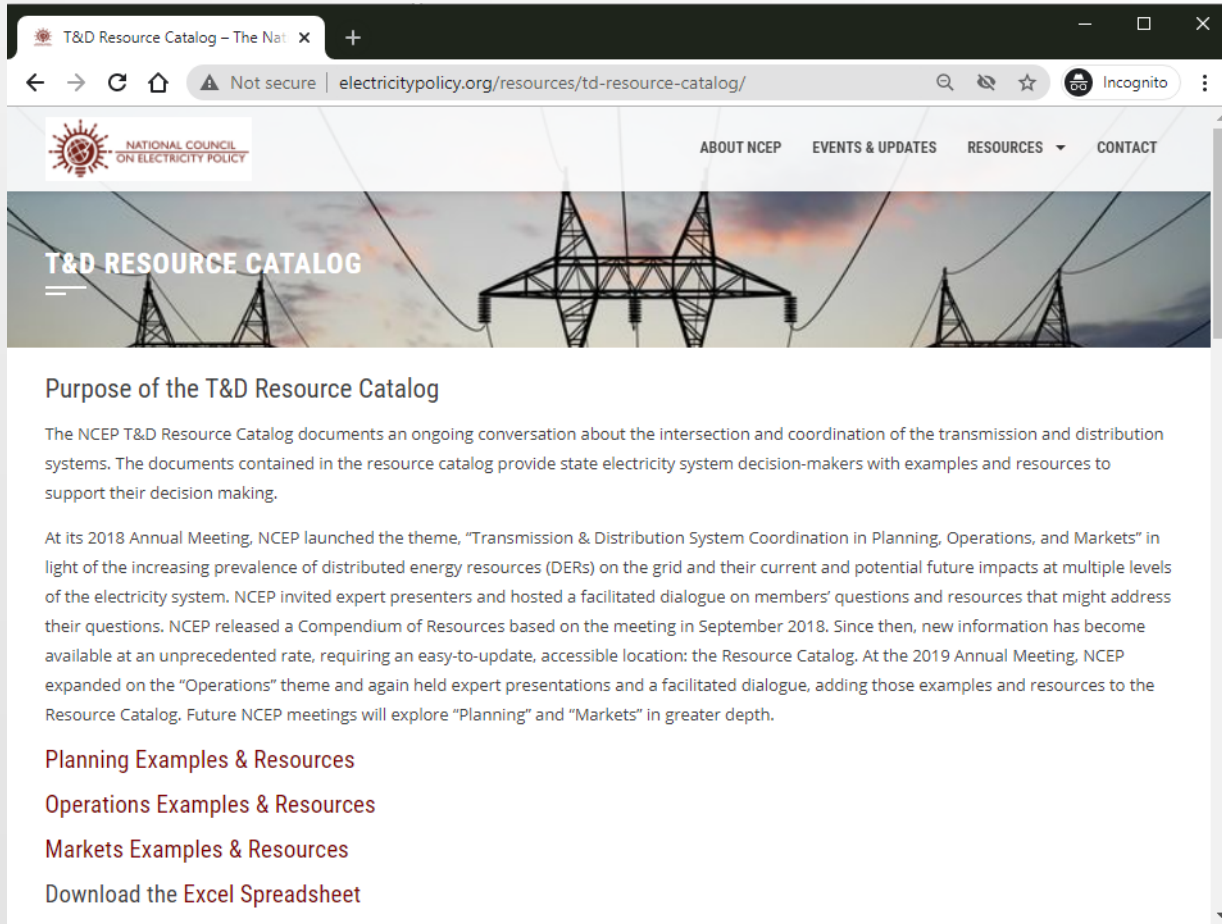 T&D Resource Catalog – The Nat
Not secure | electricitypolicy.org/resources/td-resource-catalog/
Incognito
NATIONAL COUNCIL
ON ELECTRICITY POLICY
ABOUT NCEP EVENTS & UPDATES RESOURCES CONTACT
T&D RESOURCE CATALOG
Purpose of the T&D Resource Catalog
The NCEP T&D Resource Catalog documents an ongoing conversation about the intersection and coordination of the transmission and distribution
systems. The documents contained in the resource catalog provide state electricity system decision-makers with examples and resources to
support their decision making.
At its 2018 Annual Meeting, NCEP launched the theme, “Transmission & Distribution System Coordination in Planning, Operations, and Markets” in
light of the increasing prevalence of distributed energy resources (DERs) on the grid and their current and potential future impacts at multiple levels
of the electricity system. NCEP invited expert presenters and hosted a facilitated dialogue on members’ questions and resources that might address
their questions. NCEP released a Compendium of Resources based on the meeting in September 2018. Since then, new information has become
available at an unprecedented rate, requiring an easy-to-update, accessible location: the Resource Catalog. At the 2019 Annual Meeting, NCEP
expanded on the “Operations” theme and again held expert presentations and a facilitated dialogue, adding those examples and resources to the
Resource Catalog. Future NCEP meetings will explore “Planning” and “Markets” in greater depth.
Planning Examples & Resources
Operations Examples & Resources
Markets Examples & Resources
Download the Excel Spreadsheet